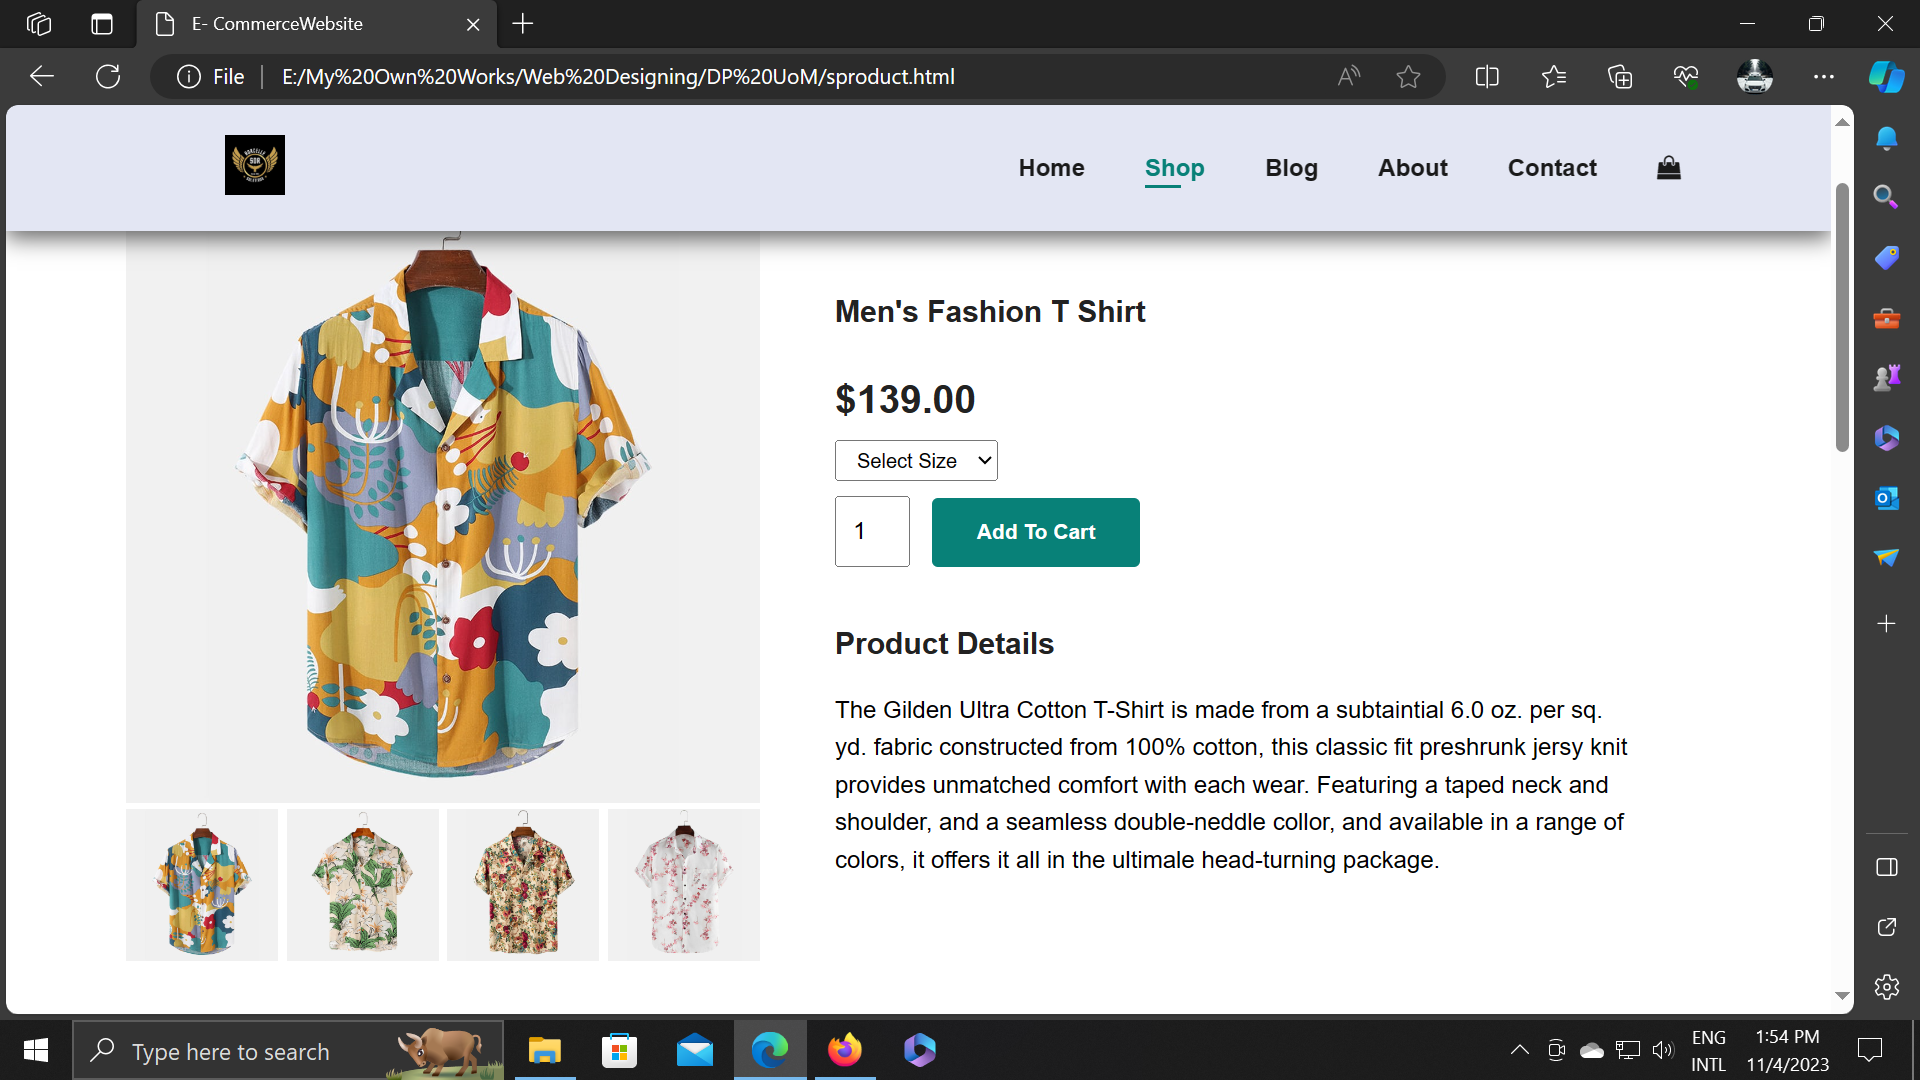 E- CommerceWebsite
File
E:/My%20Own%20Works/Web%20Designing/DP%20UoM/sproduct.html
Home
Shop
Blog
About
Contact
Men's Fashion T Shirt
$139.00
Select Size
1
Add To Cart
Product Details
The Gilden Ultra Cotton T-Shirt is made from a subtaintial 6.0 oz. per sq.
yd. fabric constructed from 100% cotton, this classic fit preshrunk jersy knit
provides unmatched comfort with each wear. Featuring a taped neck and
shoulder, and a seamless double-neddle collor, and available in a range of
colors, it offers it all in the ultimale head-turning package.
Type here to search
ENG
INTL
1:54 PM
11/4/2023